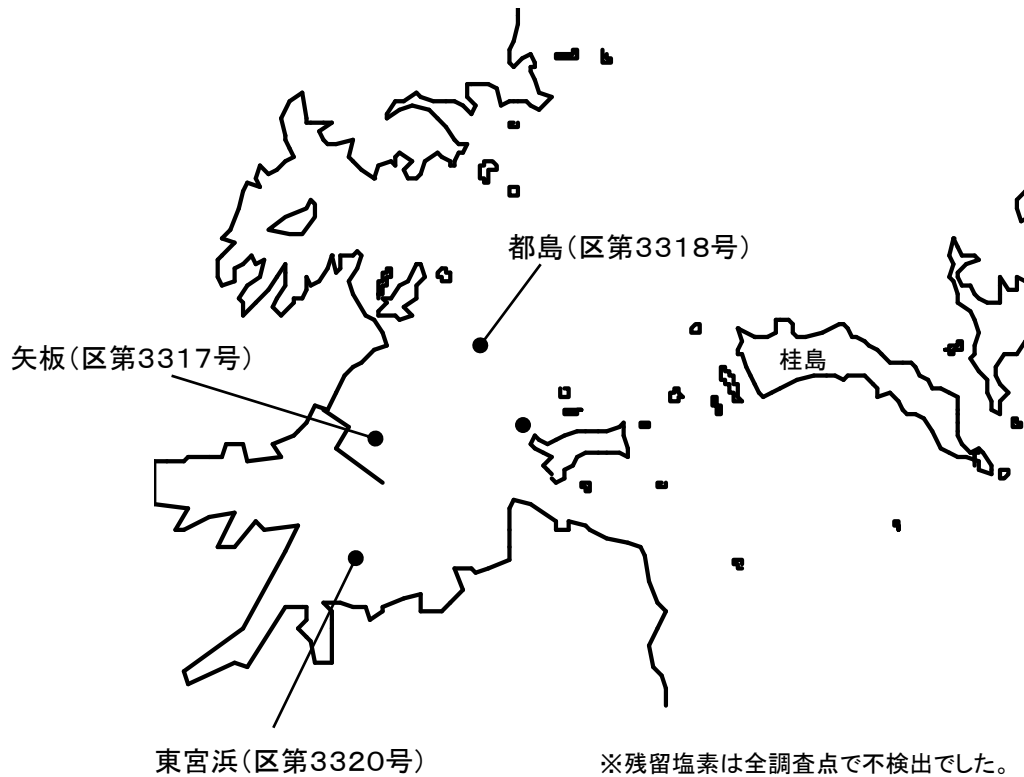 都島（区第３３１８号）
矢板（区第３３１７号）
桂島
東宮浜（区第３３２０号）
※残留塩素は全調査点で不検出でした。